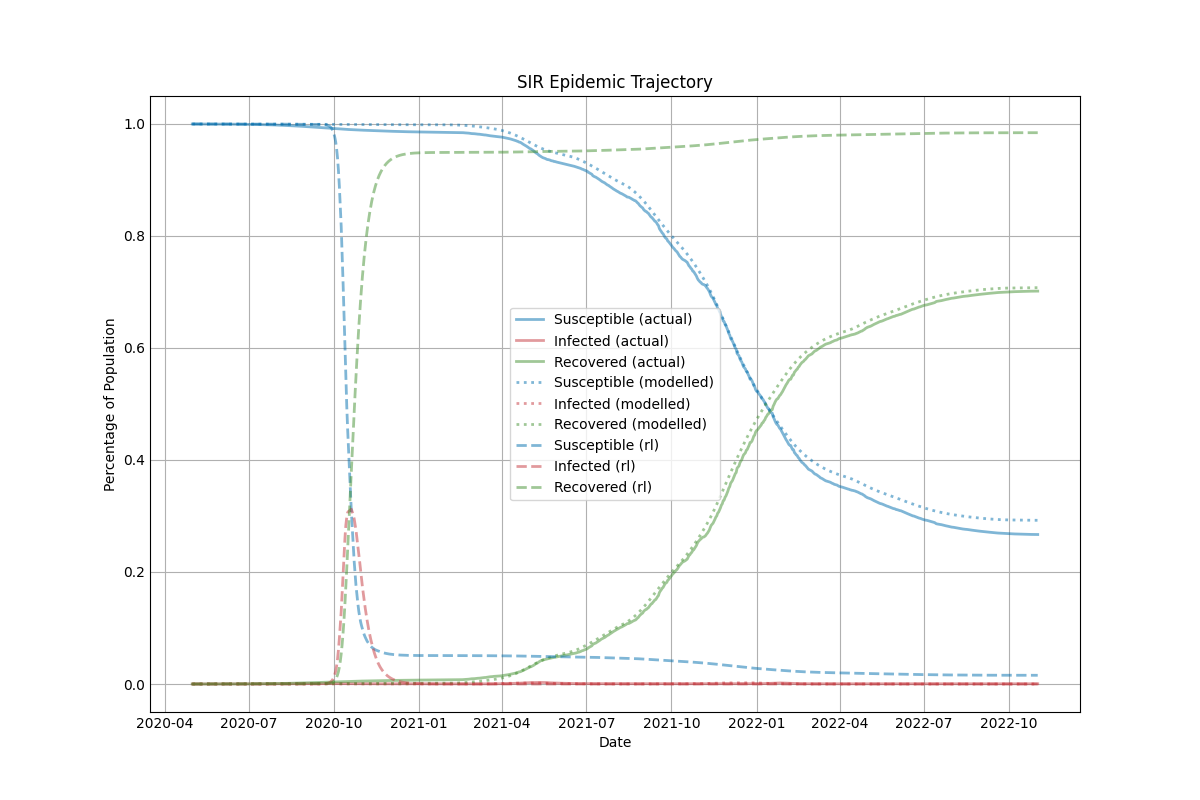 SIR Epidemic Trajectory
Percentage of Population
1.0
0.8
0.6
0.4
0.2
0.0
Susceptible (actual)
Infected (actual)
Recovered (actual)
Susceptible (modelled)
Infected (modelled)
Recovered (modelled)
Susceptible (rl)
Infected (rl)
Recovered (rl)
2020-04 2020-07 2020-10 2021-01 2021-04 2021-07 2021-10 2022-01 2022-04 2022-07 2022-10
Date